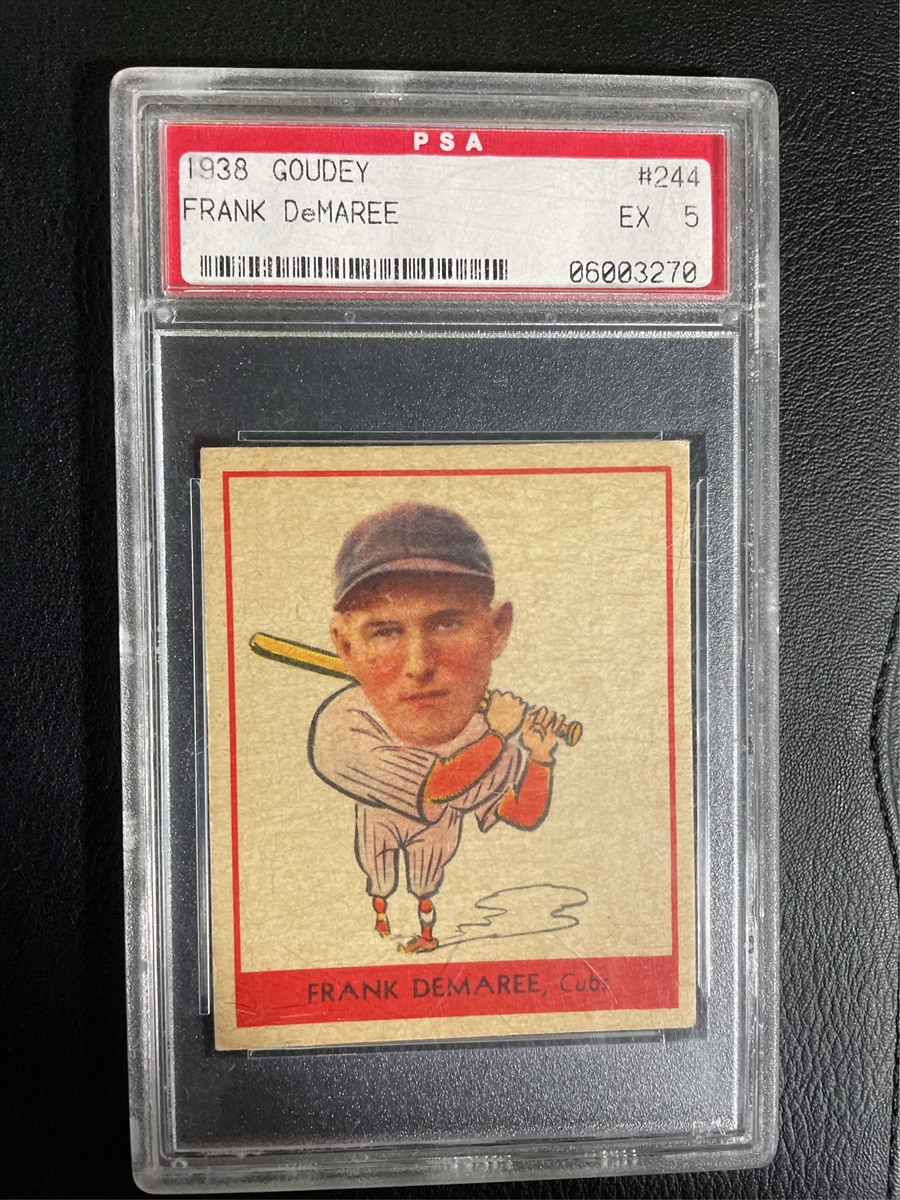 PSA
1938 GOUDEY #244
FRANK DeMAREE EX 5
06003270
FRANK DEMAREE, Cubs